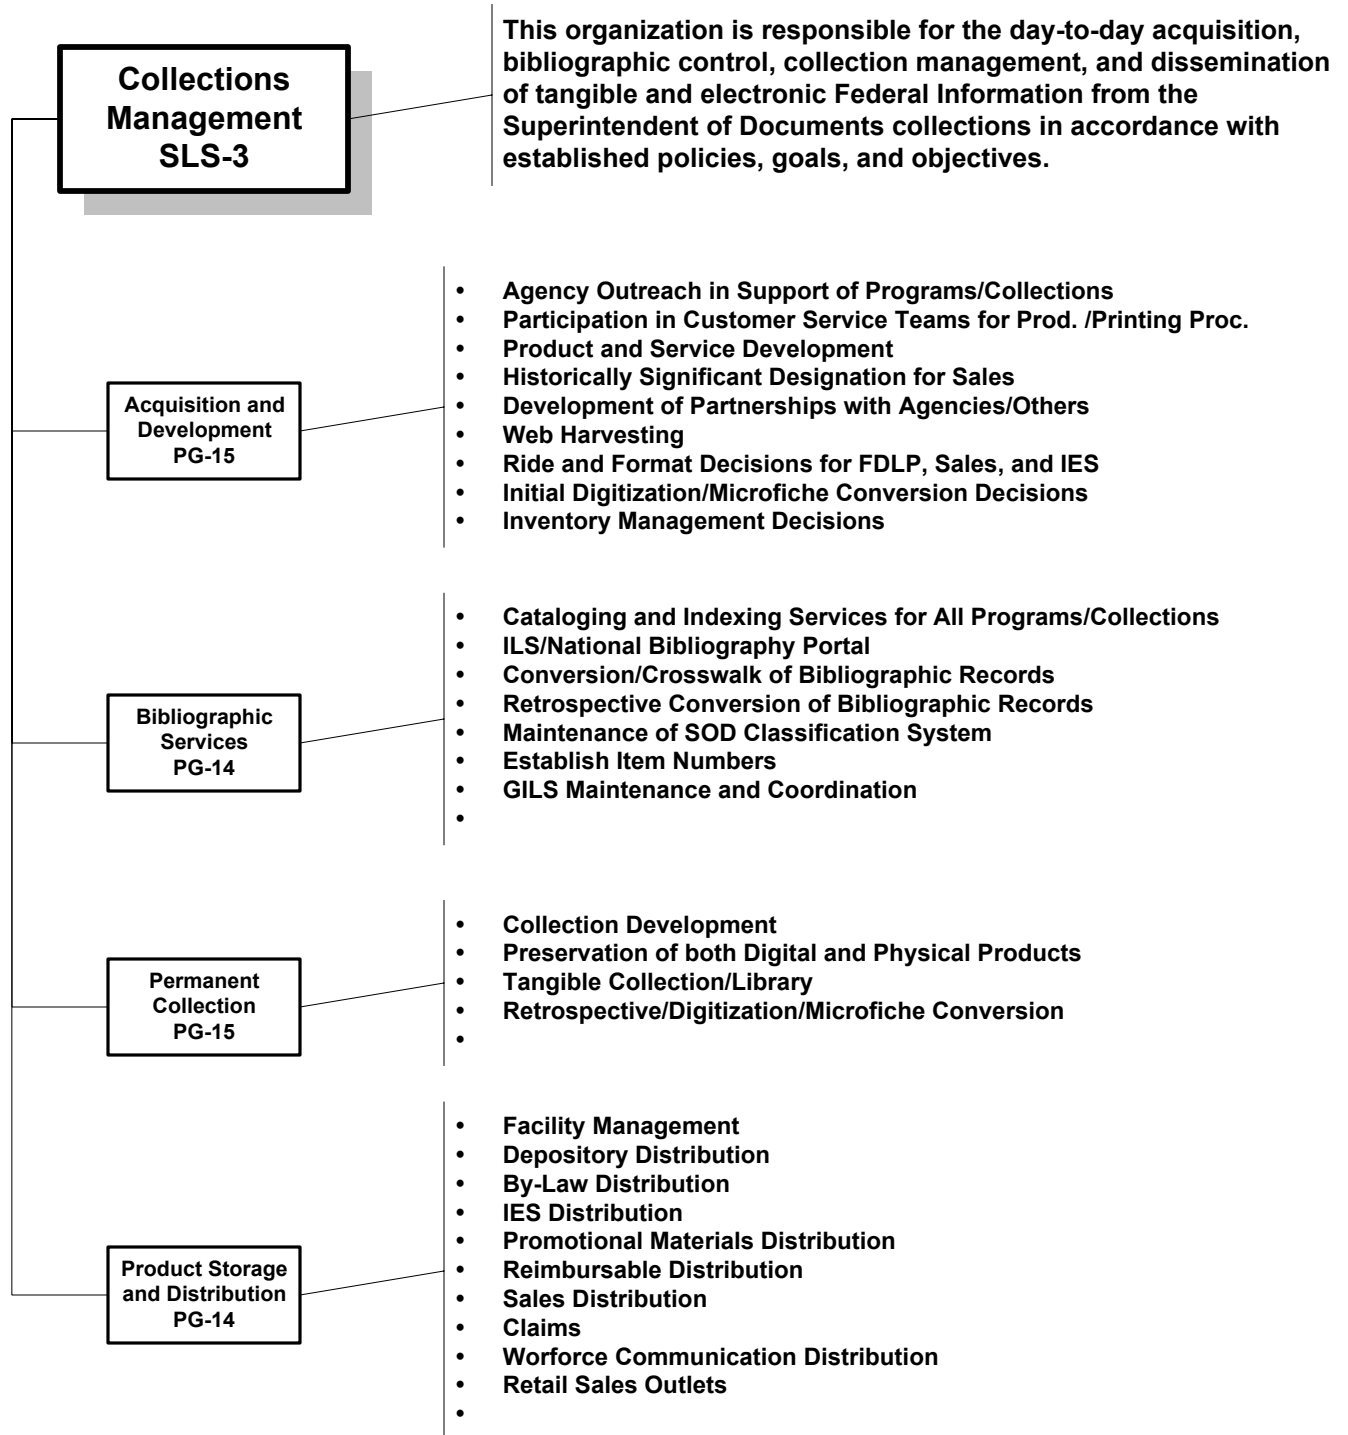 Collections
Management
SLS-3
This organization is responsible for the day-to-day acquisition,
bibliographic control, collection management, and dissemination
of tangible and electronic Federal Information from the
Superintendent of Documents collections in accordance with
established policies, goals, and objectives.
Acquisition and
Development
PG-15
• Agency Outreach in Support of Programs/Collections
• Participation in Customer Service Teams for Prod. /Printing Proc.
• Product and Service Development
• Historically Significant Designation for Sales
• Development of Partnerships with Agencies/Others
• Web Harvesting
• Ride and Format Decisions for FDLP, Sales, and IES
• Initial Digitization/Microfiche Conversion Decisions
• Inventory Management Decisions
Bibliographic
Services
PG-14
• Cataloging and Indexing Services for All Programs/Collections
• ILS/National Bibliography Portal
• Conversion/Crosswalk of Bibliographic Records
• Retrospective Conversion of Bibliographic Records
• Maintenance of SOD Classification System
• Establish Item Numbers
• GILS Maintenance and Coordination
•
Permanent
Collection
PG-15
• Collection Development
• Preservation of both Digital and Physical Products
• Tangible Collection/Library
• Retrospective/Digitization/Microfiche Conversion
•
Product Storage
and Distribution
PG-14
• Facility Management
• Depository Distribution
• By-Law Distribution
• IES Distribution
• Promotional Materials Distribution
• Reimbursable Distribution
• Sales Distribution
• Claims
• Worforce Communication Distribution
• Retail Sales Outlets
•